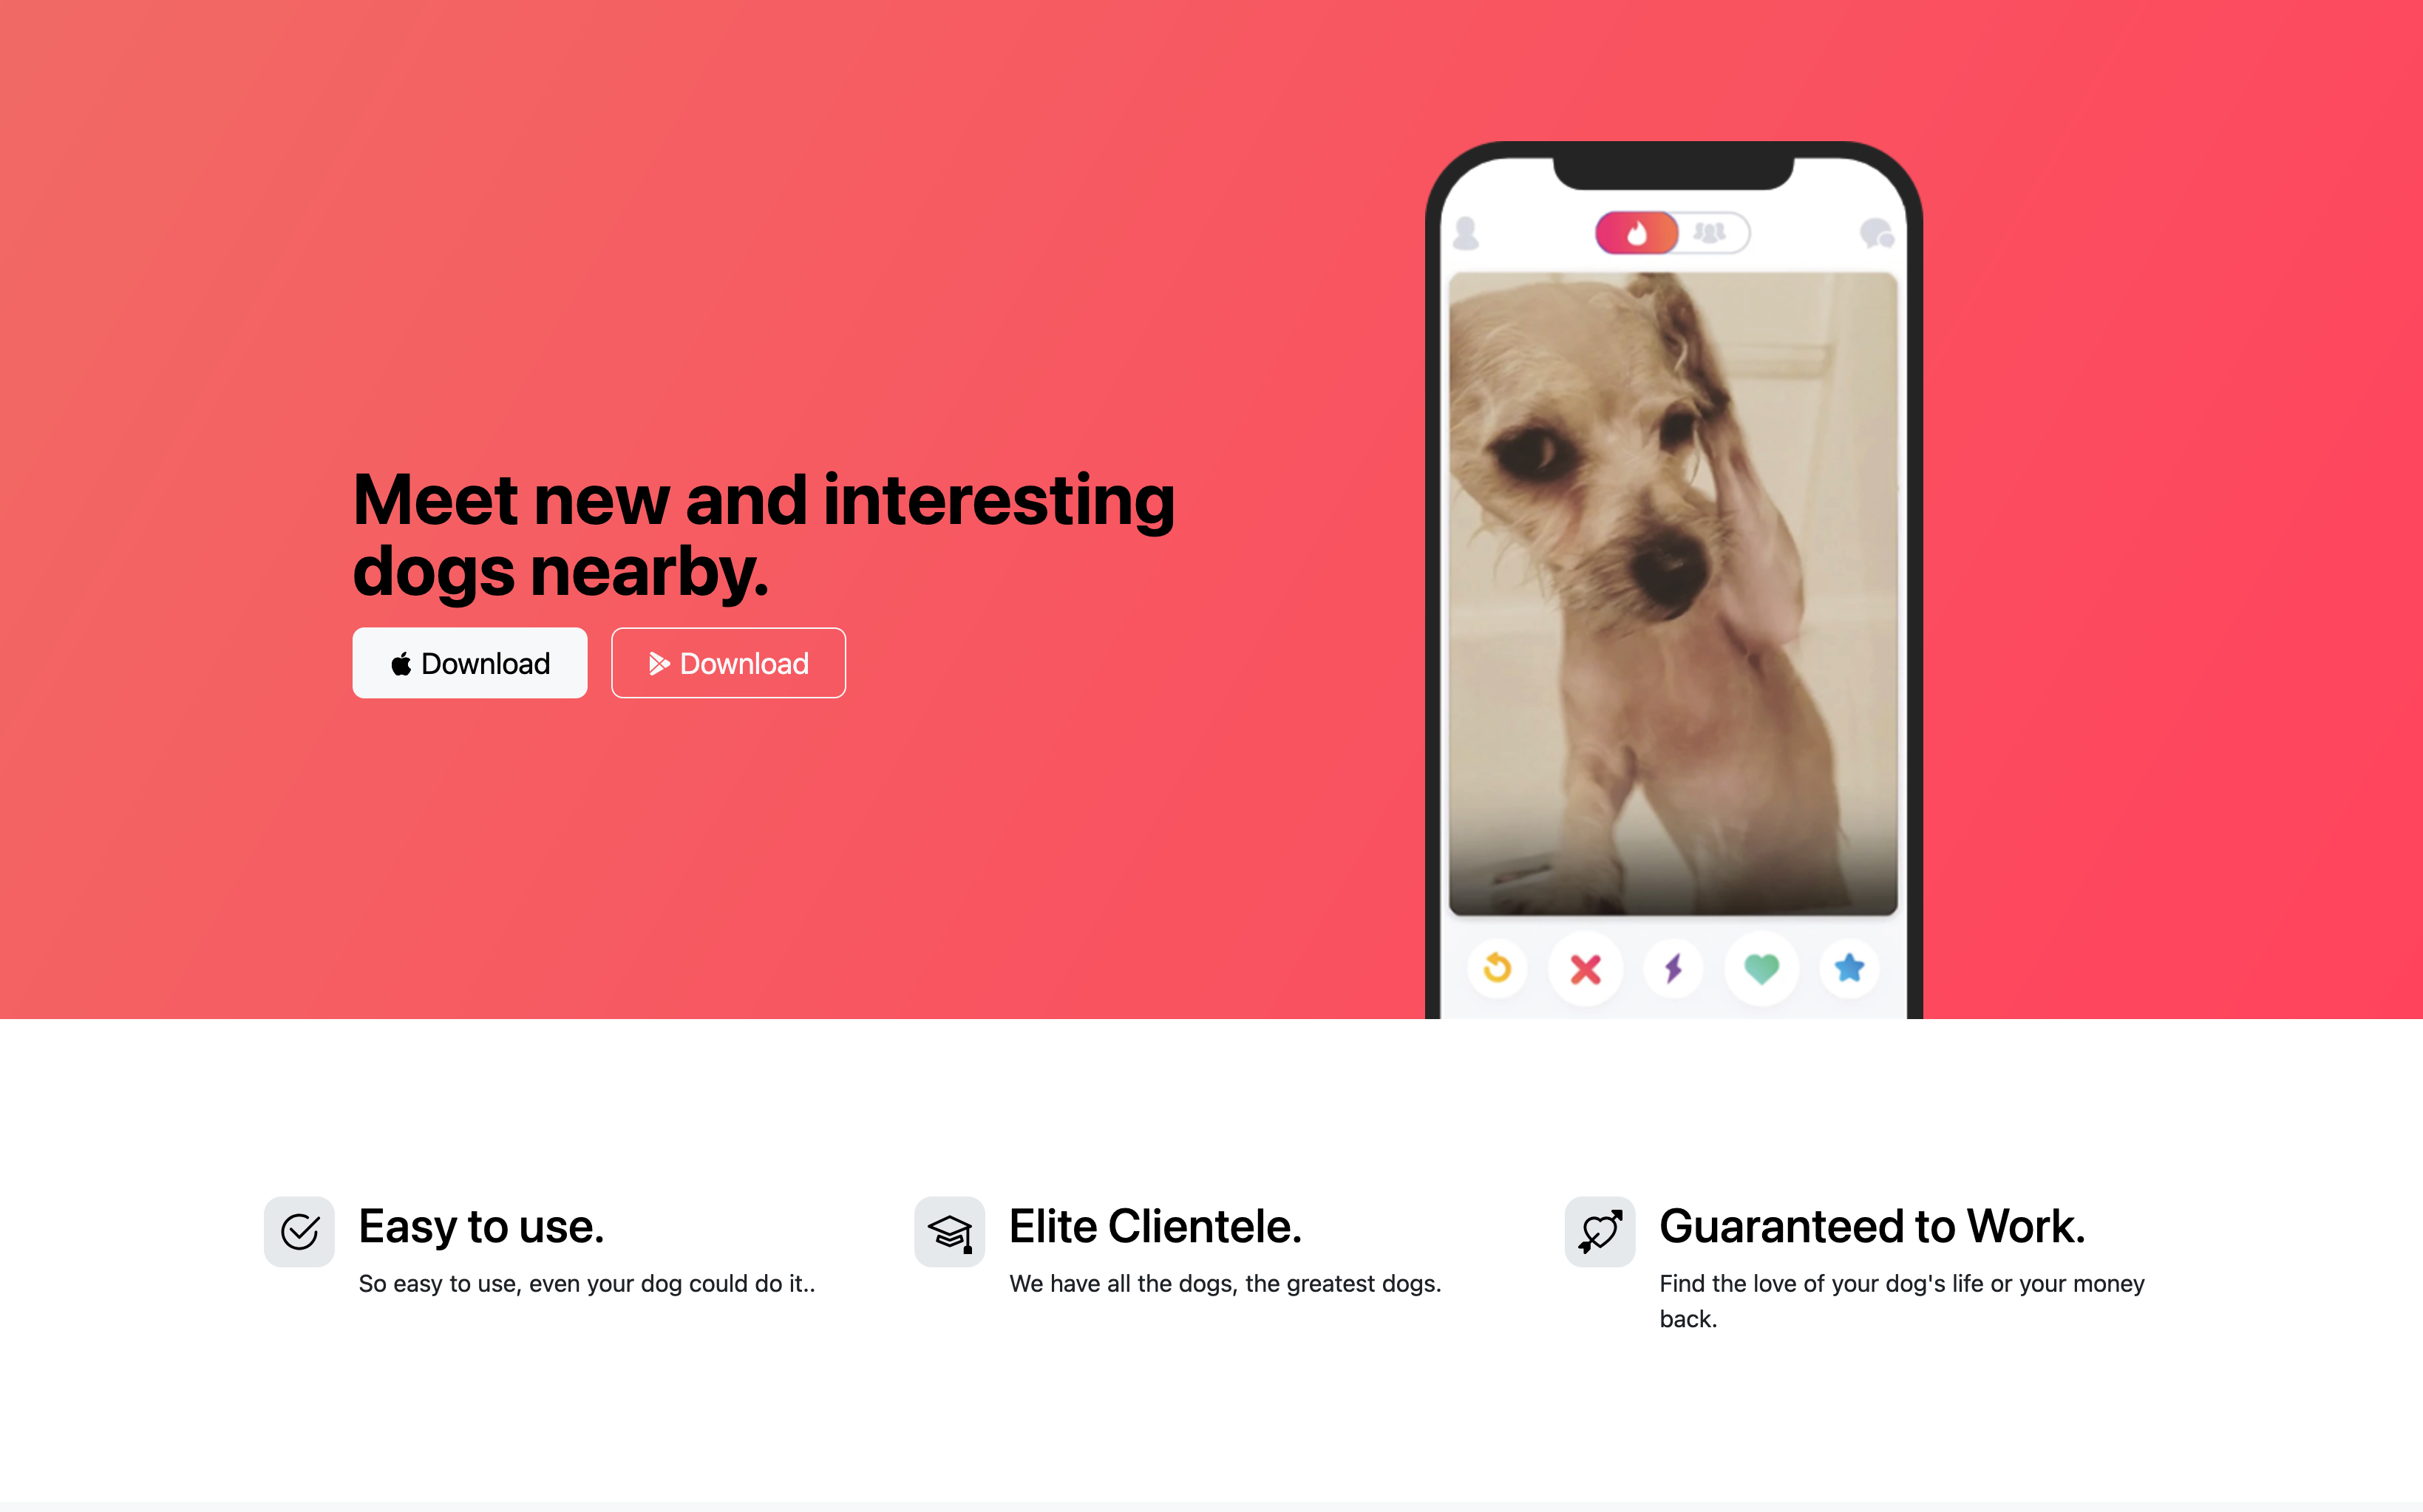 Meet new and interesting
dogs nearby.
Download
Download
Easy to use.
So easy to use, even your dog could do it..
Elite Clientele.
We have all the dogs, the greatest dogs.
Guaranteed to Work.
Find the love of your dog's life or your money
back.